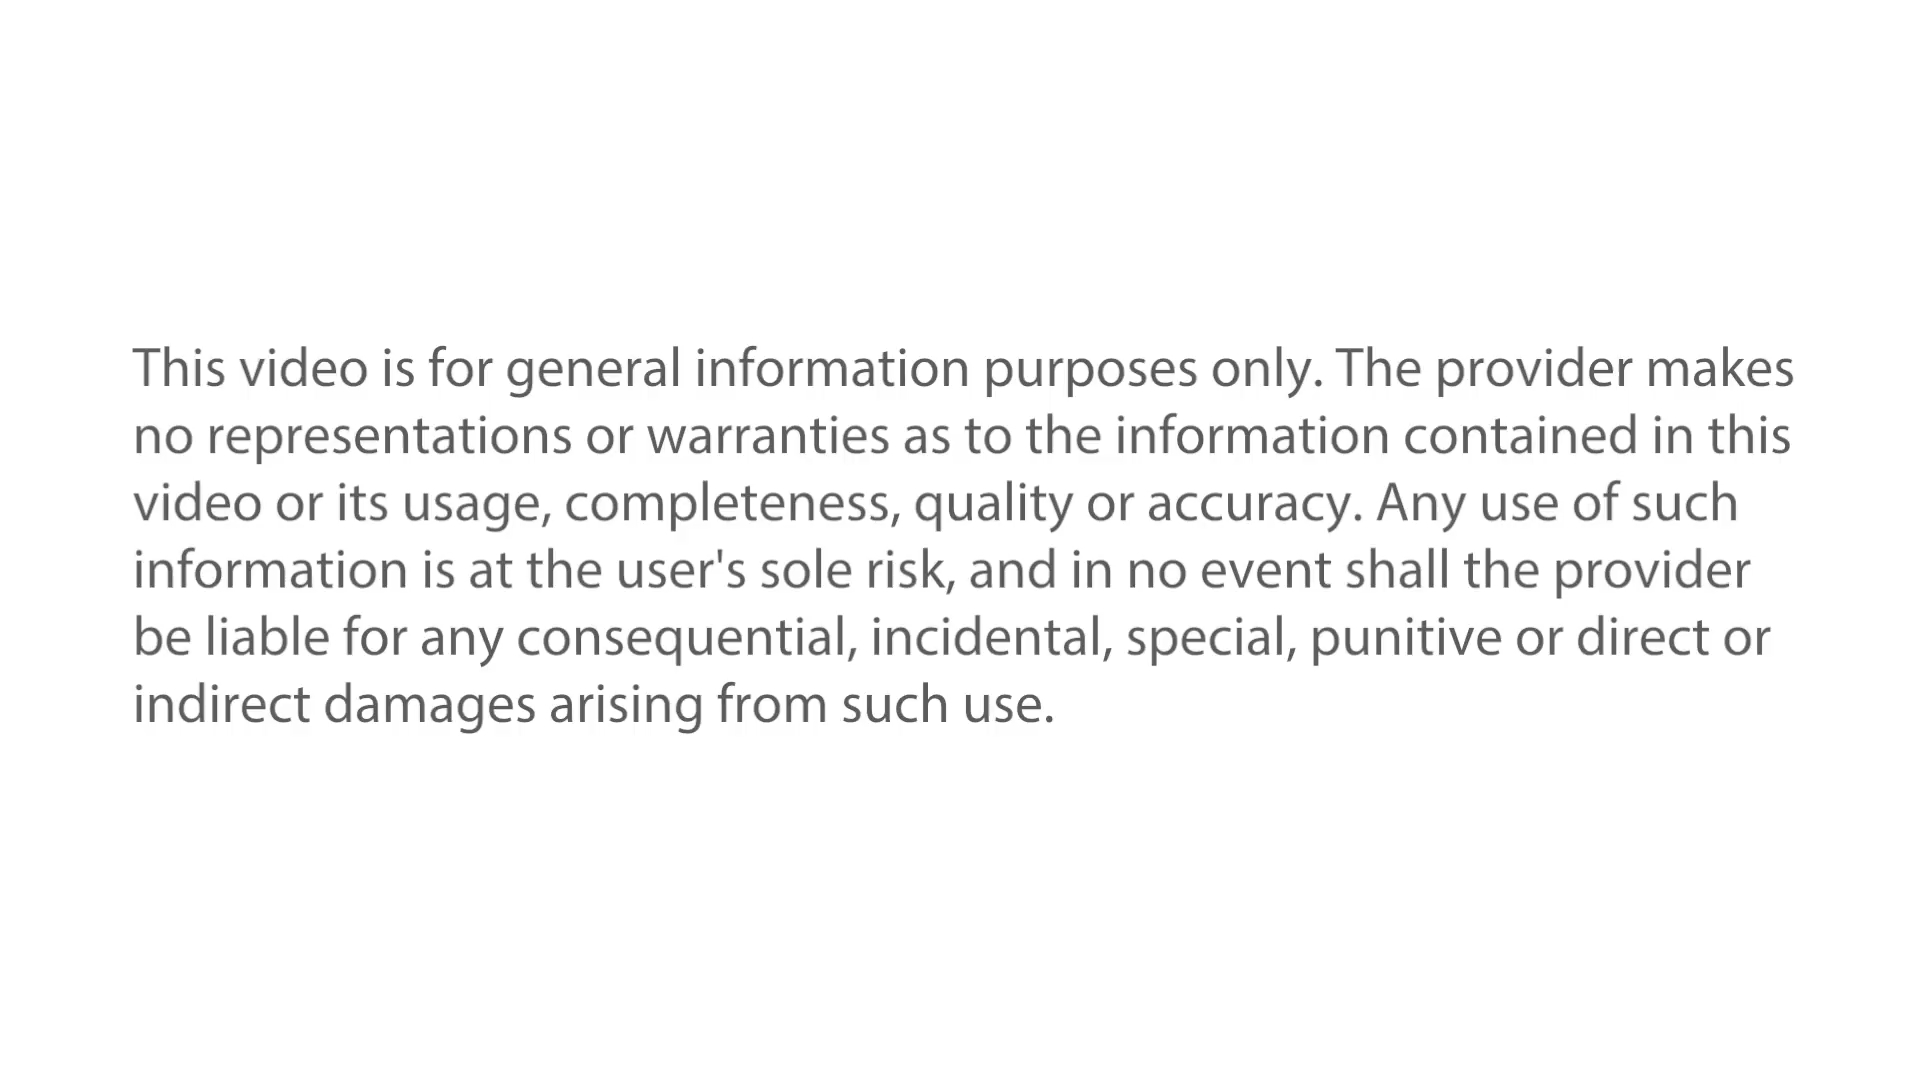 This video is for general information purposes only. The provider makes
no representations or warranties as to the information contained in this
video or its usage, completeness, quality or accuracy. Any use of such
information is at the user's sole risk, and in no event shall the provider
be liable for any consequential, incidental, special, punitive or direct or
indirect damages arising from such use.